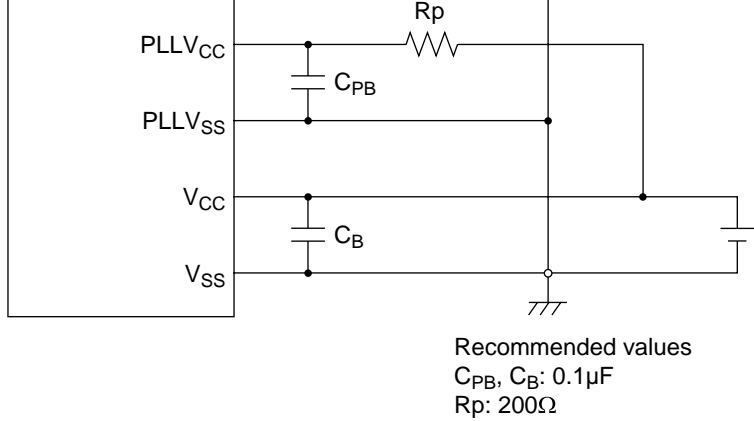 Rp
PLLVCC
CPB
PLLVSS
VCC
CB
VSS
Recommended values
CPB, CB: 0.1µF
Rp: 200Ω